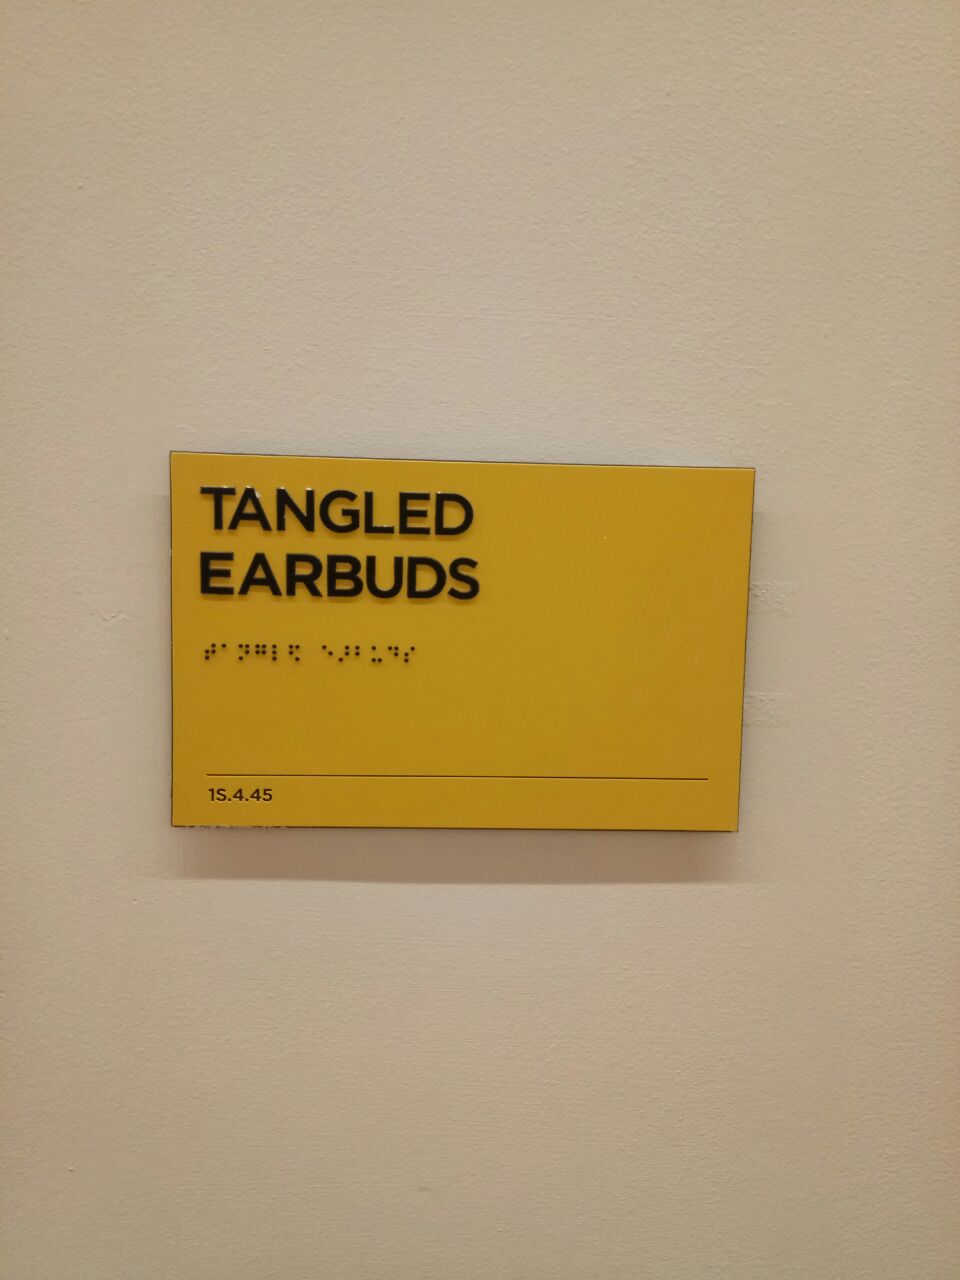 TANGLED
EARBUDS
⠞⠁⠝⠛⠇⠫ ⠑⠜⠃⠥⠙⠎
1S.4.45